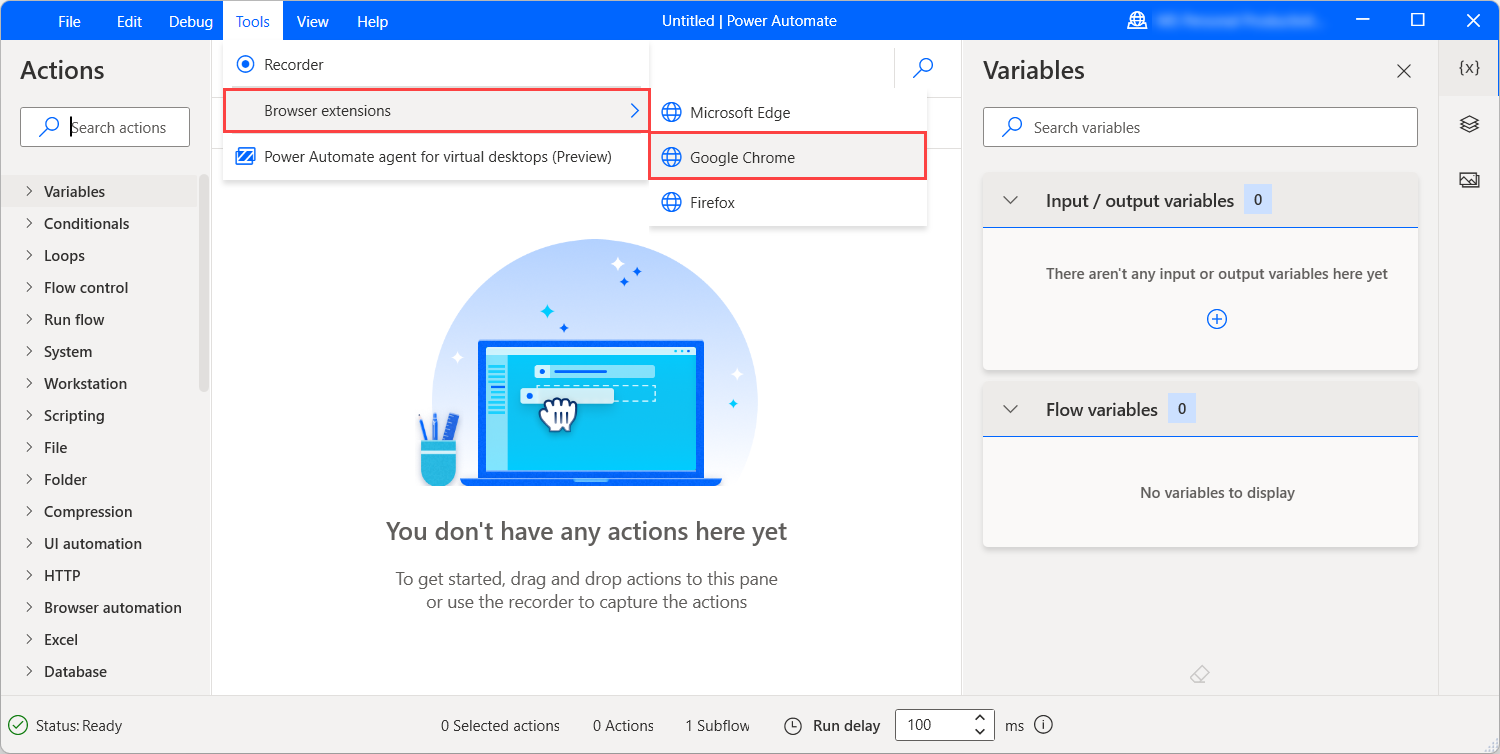 File Edit Debug Tools View Help
Untitled | Power Automate
Actions
Search actions
Variables
Conditionals
Loops
Flow control
Run flow
System
Workstation
Scripting
File
Folder
Compression
UI automation
HTTP
Browser automation
Excel
Database
Recorder
Browser extensions
Power Automate agent for virtual desktops (Preview)
Microsoft Edge
Google Chrome
Firefox
You don't have any actions here yet
To get started, drag and drop actions to this pane
or use the recorder to capture the actions
Variables
{x}
Search variables
Input / output variables 0
There aren't any input or output variables here yet
Flow variables 0
No variables to display
Status: Ready
0 Selected actions
0 Actions
1 Subflow
Run delay
100
ms